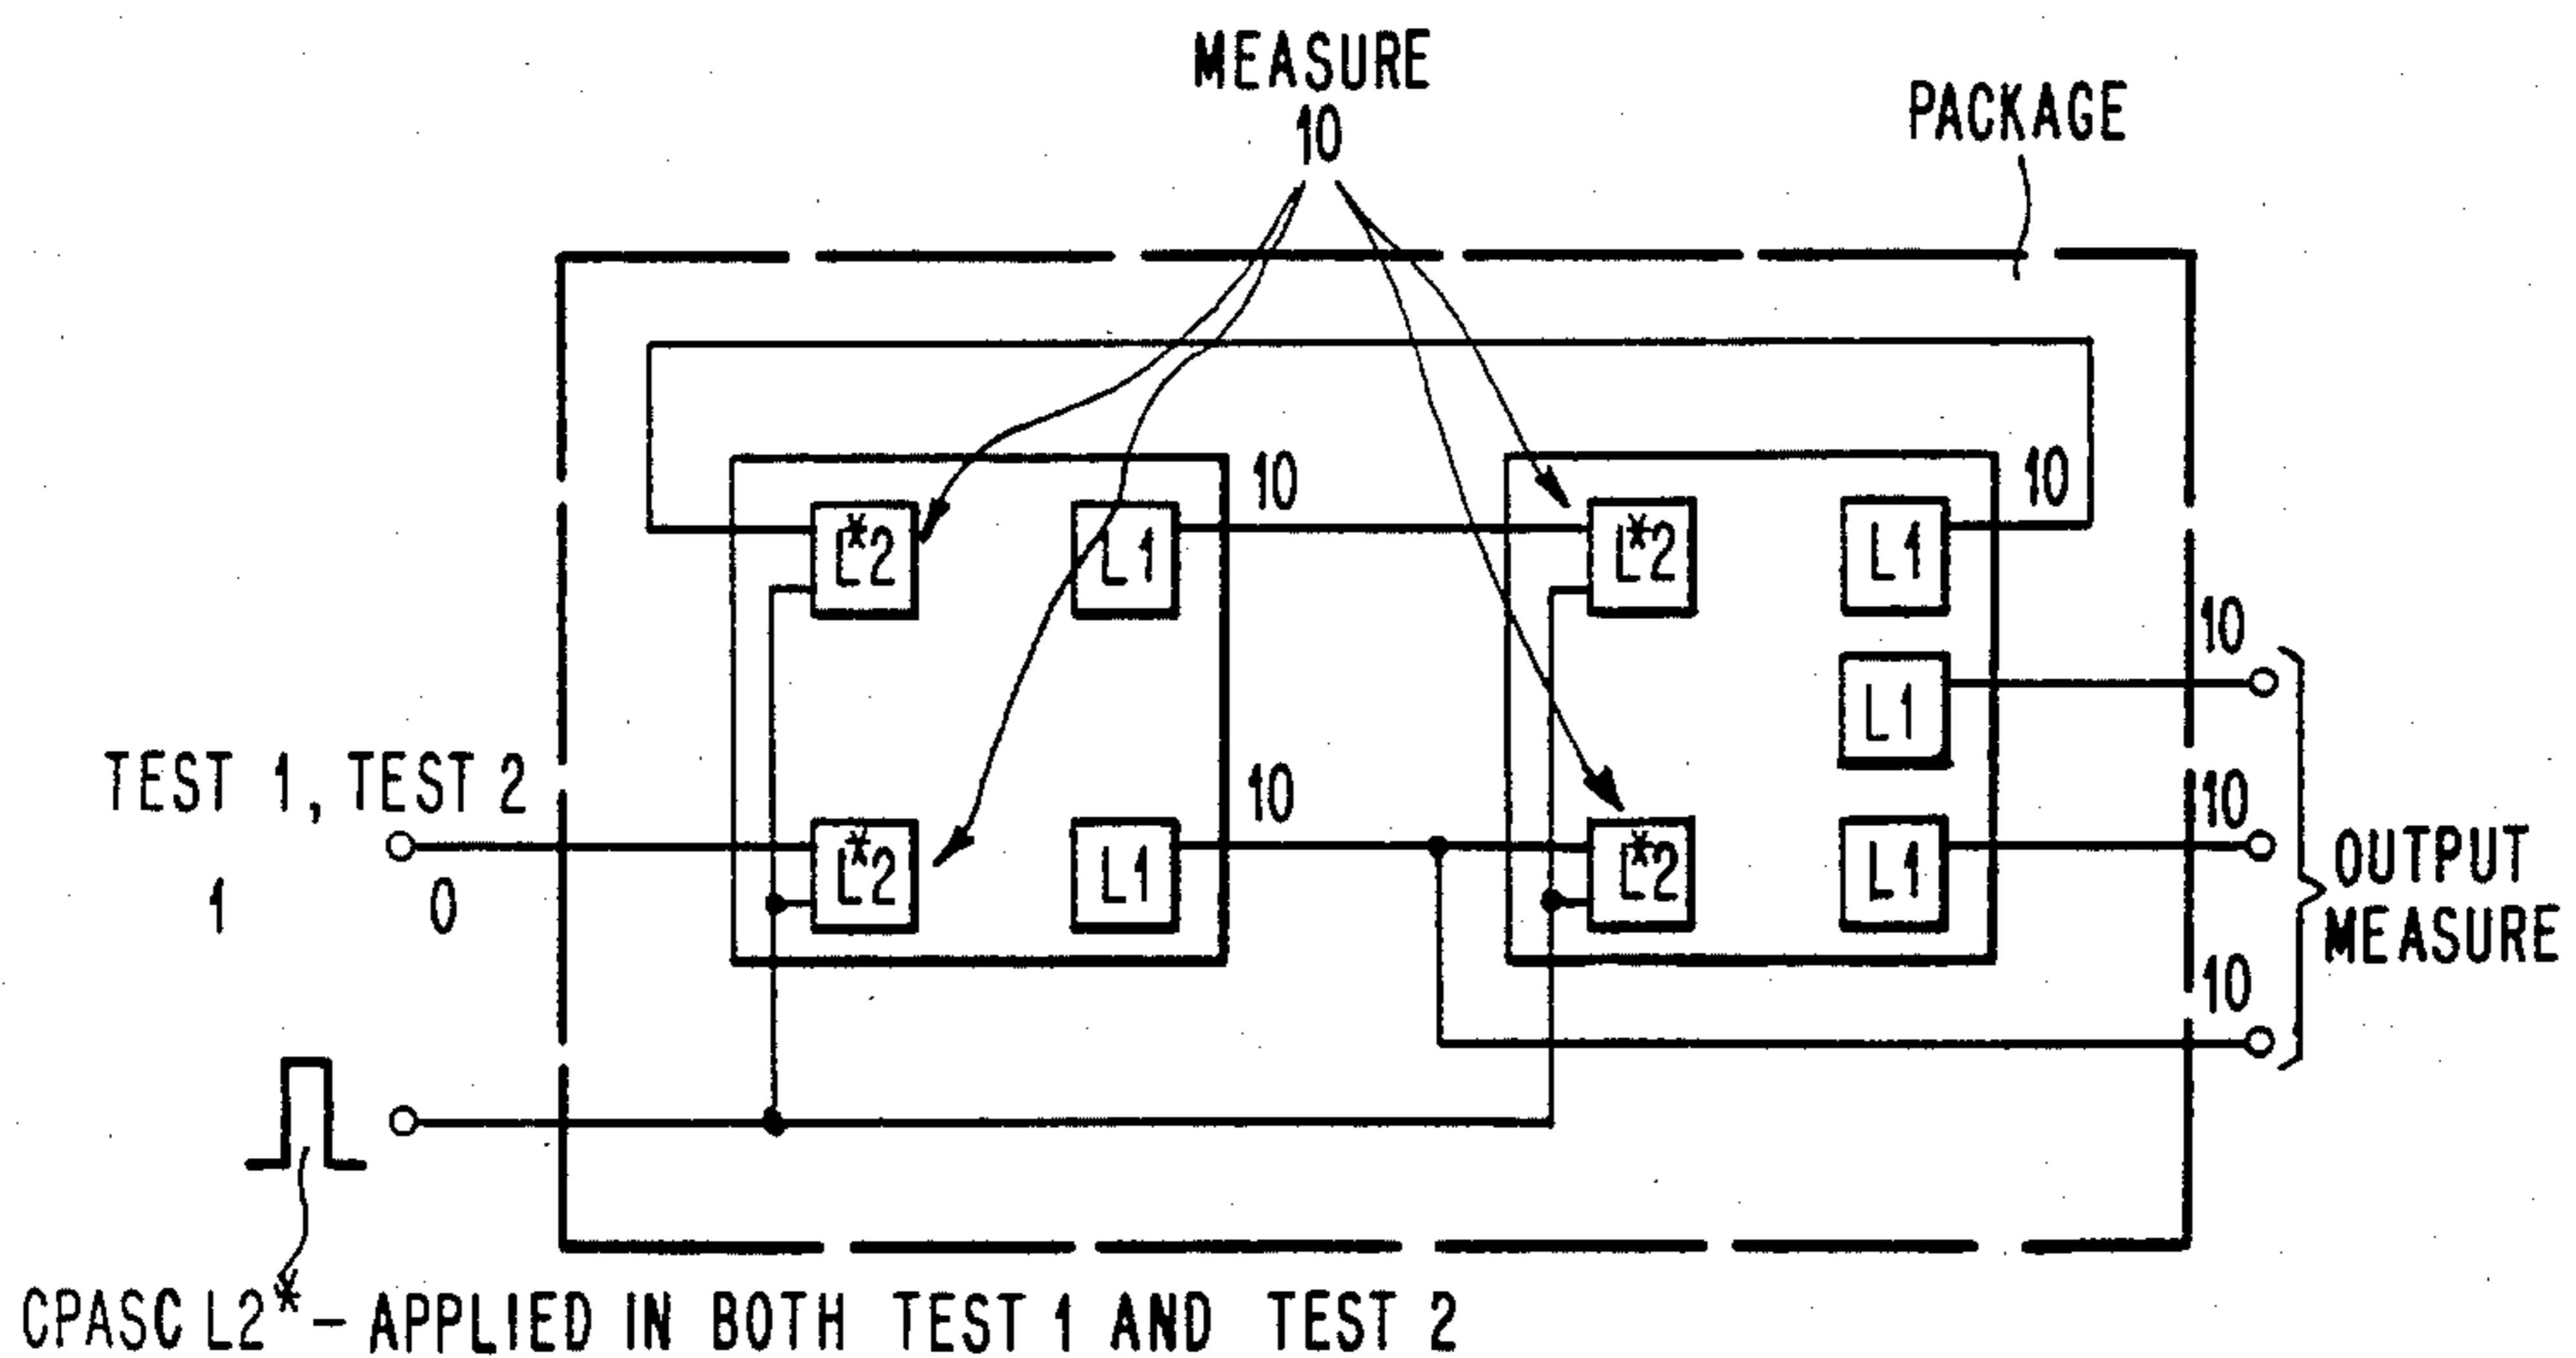 MEASURE
10
PACKAGE
10
10
L*2
L1
L*2
L1
10
L1
TEST 1, TEST 2
10
10
1
0
L*2
L1
L*2
L1
OUTPUT
MEASURE
10
CPASC L2* – APPLIED IN BOTH TEST 1 AND TEST 2